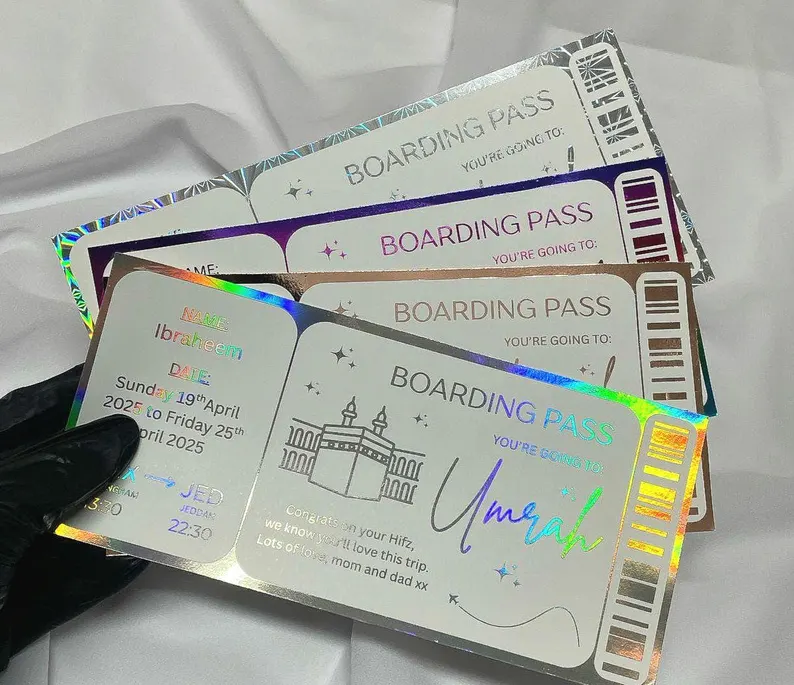 BOARDING PASS
YOU'RE GOING TO:
BOARDING PASS
YOU'RE GOING TO:
BOARDING PASS
YOU'RE GOING TO:
NAME:
Ibraheem
DATE:
Sunday 19th April
2025 to Friday 25th
April 2025
JED
JEDDAH
22:30
BOARDING PASS
YOU'RE GOING TO:
Umrah
Congrats on your Hifz,
we know you'll love this trip.
Lots of love, mom and dad xx